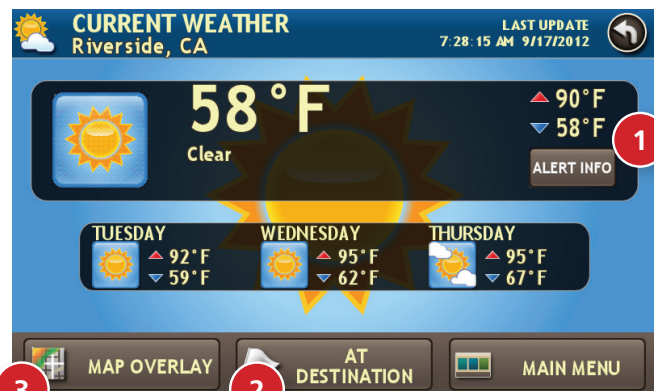 CURRENT WEATHER
Riverside, CA
LAST UPDATE
7:28:15 AM 9/17/2012
58°F
Clear
90°F
58°F
1
ALERT INFO
TUESDAY
92°F
59°F
WEDNESDAY
95°F
62°F
THURSDAY
95°F
67°F
3
MAP OVERLAY
2
AT
DESTINATION
MAIN MENU